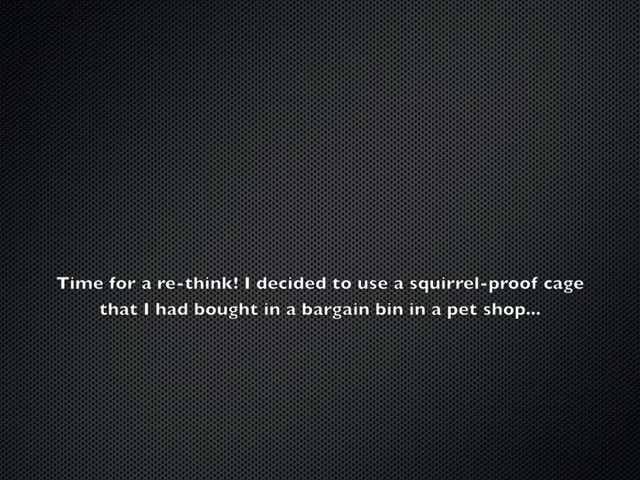 Time for a re-think! I decided to use a squirrel-proof cage
that I had bought in a bargain bin in a pet shop...